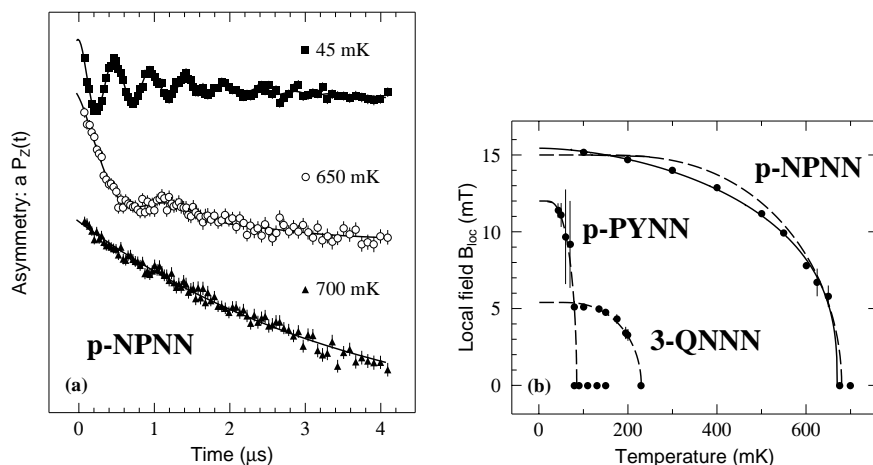 Asymmetry: a P_Z(t)
45 mK
650 mK
700 mK
p-NPNN
(a)
0 1 2 3 4
Time (μs)
Local field B_loc (mT)
15
10
5
0
p-NPNN
p-PYNN
3-QNNN
(b)
0 200 400 600
Temperature (mK)